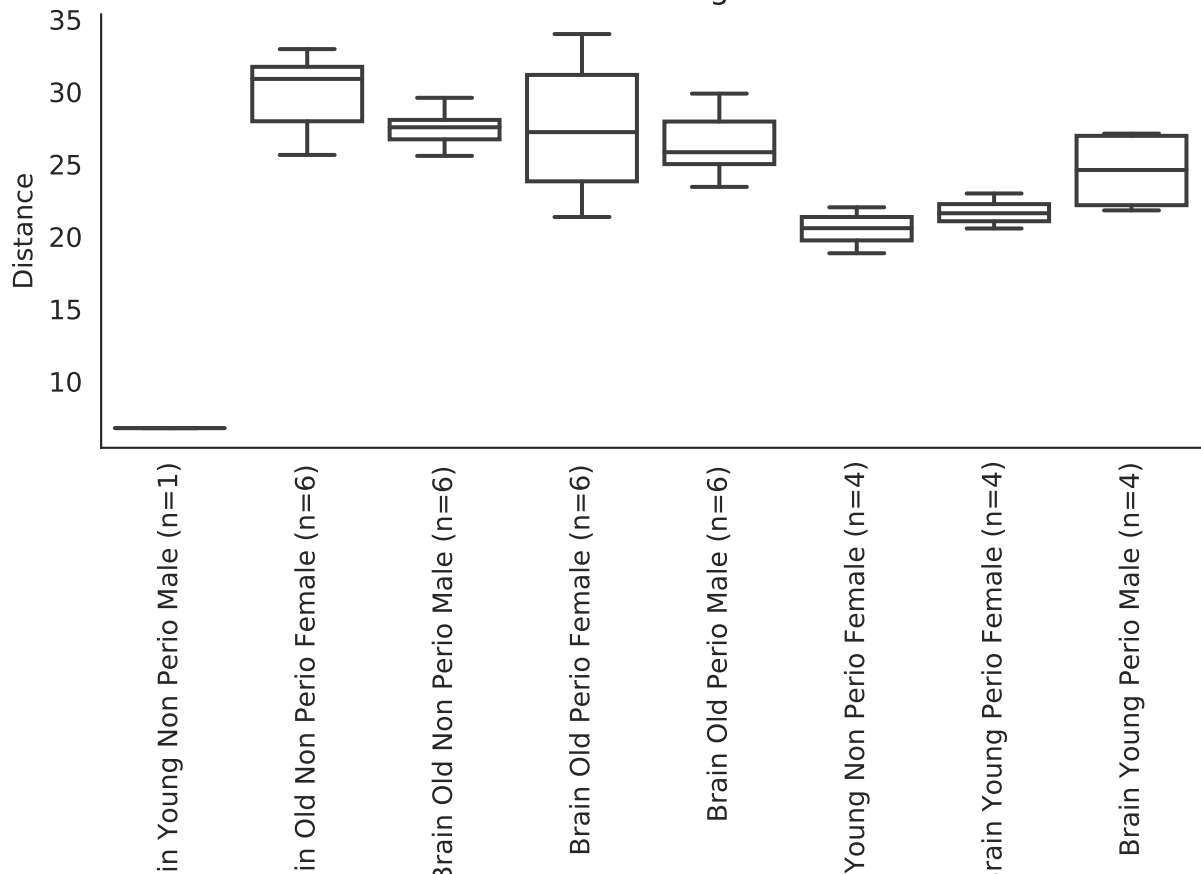 35
30
25
20
15
10
Distance
in Young Non Perio Male (n=1)
in Old Non Perio Female (n=6)
Brain Old Non Perio Male (n=6)
Brain Old Perio Female (n=6)
Brain Old Perio Male (n=6)
Young Non Perio Female (n=4)
rain Young Perio Female (n=4)
Brain Young Perio Male (n=4)